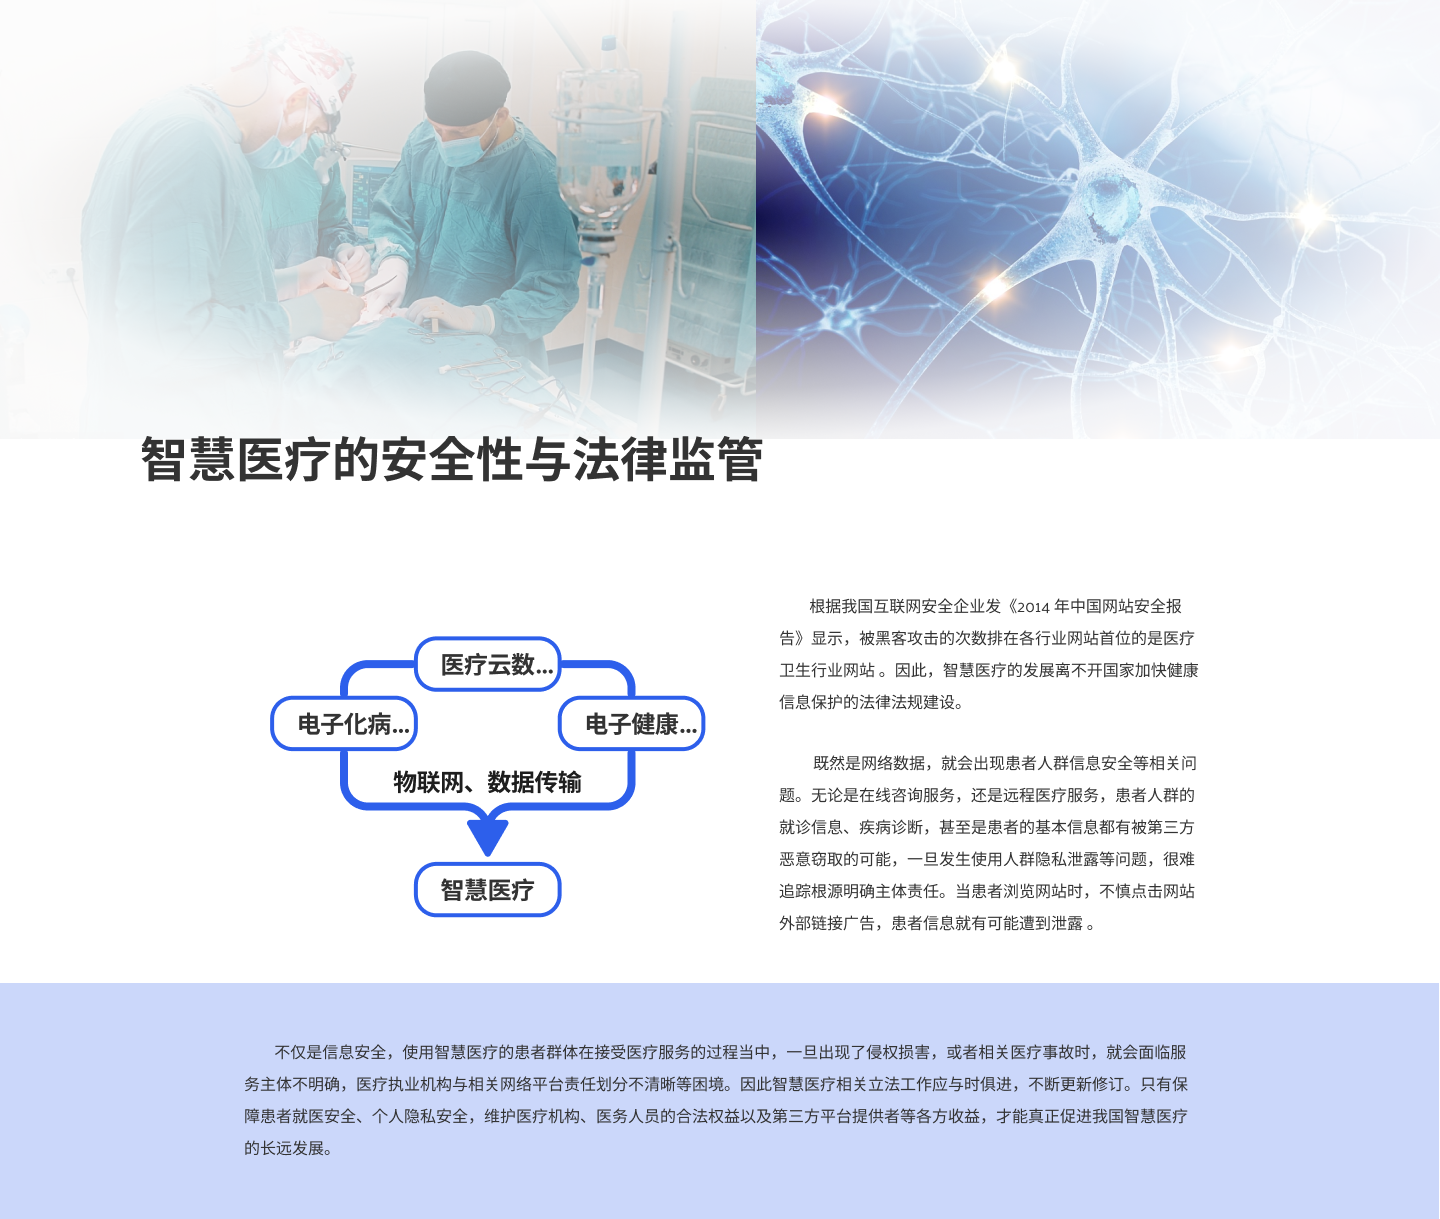 智慧医疗的安全性与法律监管
医疗云数...
电子化病...
电子健康...
物联网、数据传输
智慧医疗
根据我国互联网安全企业发《2014 年中国网站安全报
告》显示，被黑客攻击的次数排在各行业网站首位的是医疗
卫生行业网站 。因此，智慧医疗的发展离不开国家加快健康
信息保护的法律法规建设。
既然是网络数据，就会出现患者人群信息安全等相关问
题。无论是在线咨询服务，还是远程医疗服务，患者人群的
就诊信息、疾病诊断，甚至是患者的基本信息都有被第三方
恶意窃取的可能，一旦发生使用人群隐私泄露等问题，很难
追踪根源明确主体责任。当患者浏览网站时，不慎点击网站
外部链接广告，患者信息就有可能遭到泄露 。
不仅是信息安全，使用智慧医疗的患者群体在接受医疗服务的过程当中，一旦出现了侵权损害，或者相关医疗事故时，就会面临服
务主体不明确，医疗执业机构与相关网络平台责任划分不清晰等困境。因此智慧医疗相关立法工作应与时俱进，不断更新修订。只有保
障患者就医安全、个人隐私安全，维护医疗机构、医务人员的合法权益以及第三方平台提供者等各方收益，才能真正促进我国智慧医疗
的长远发展。